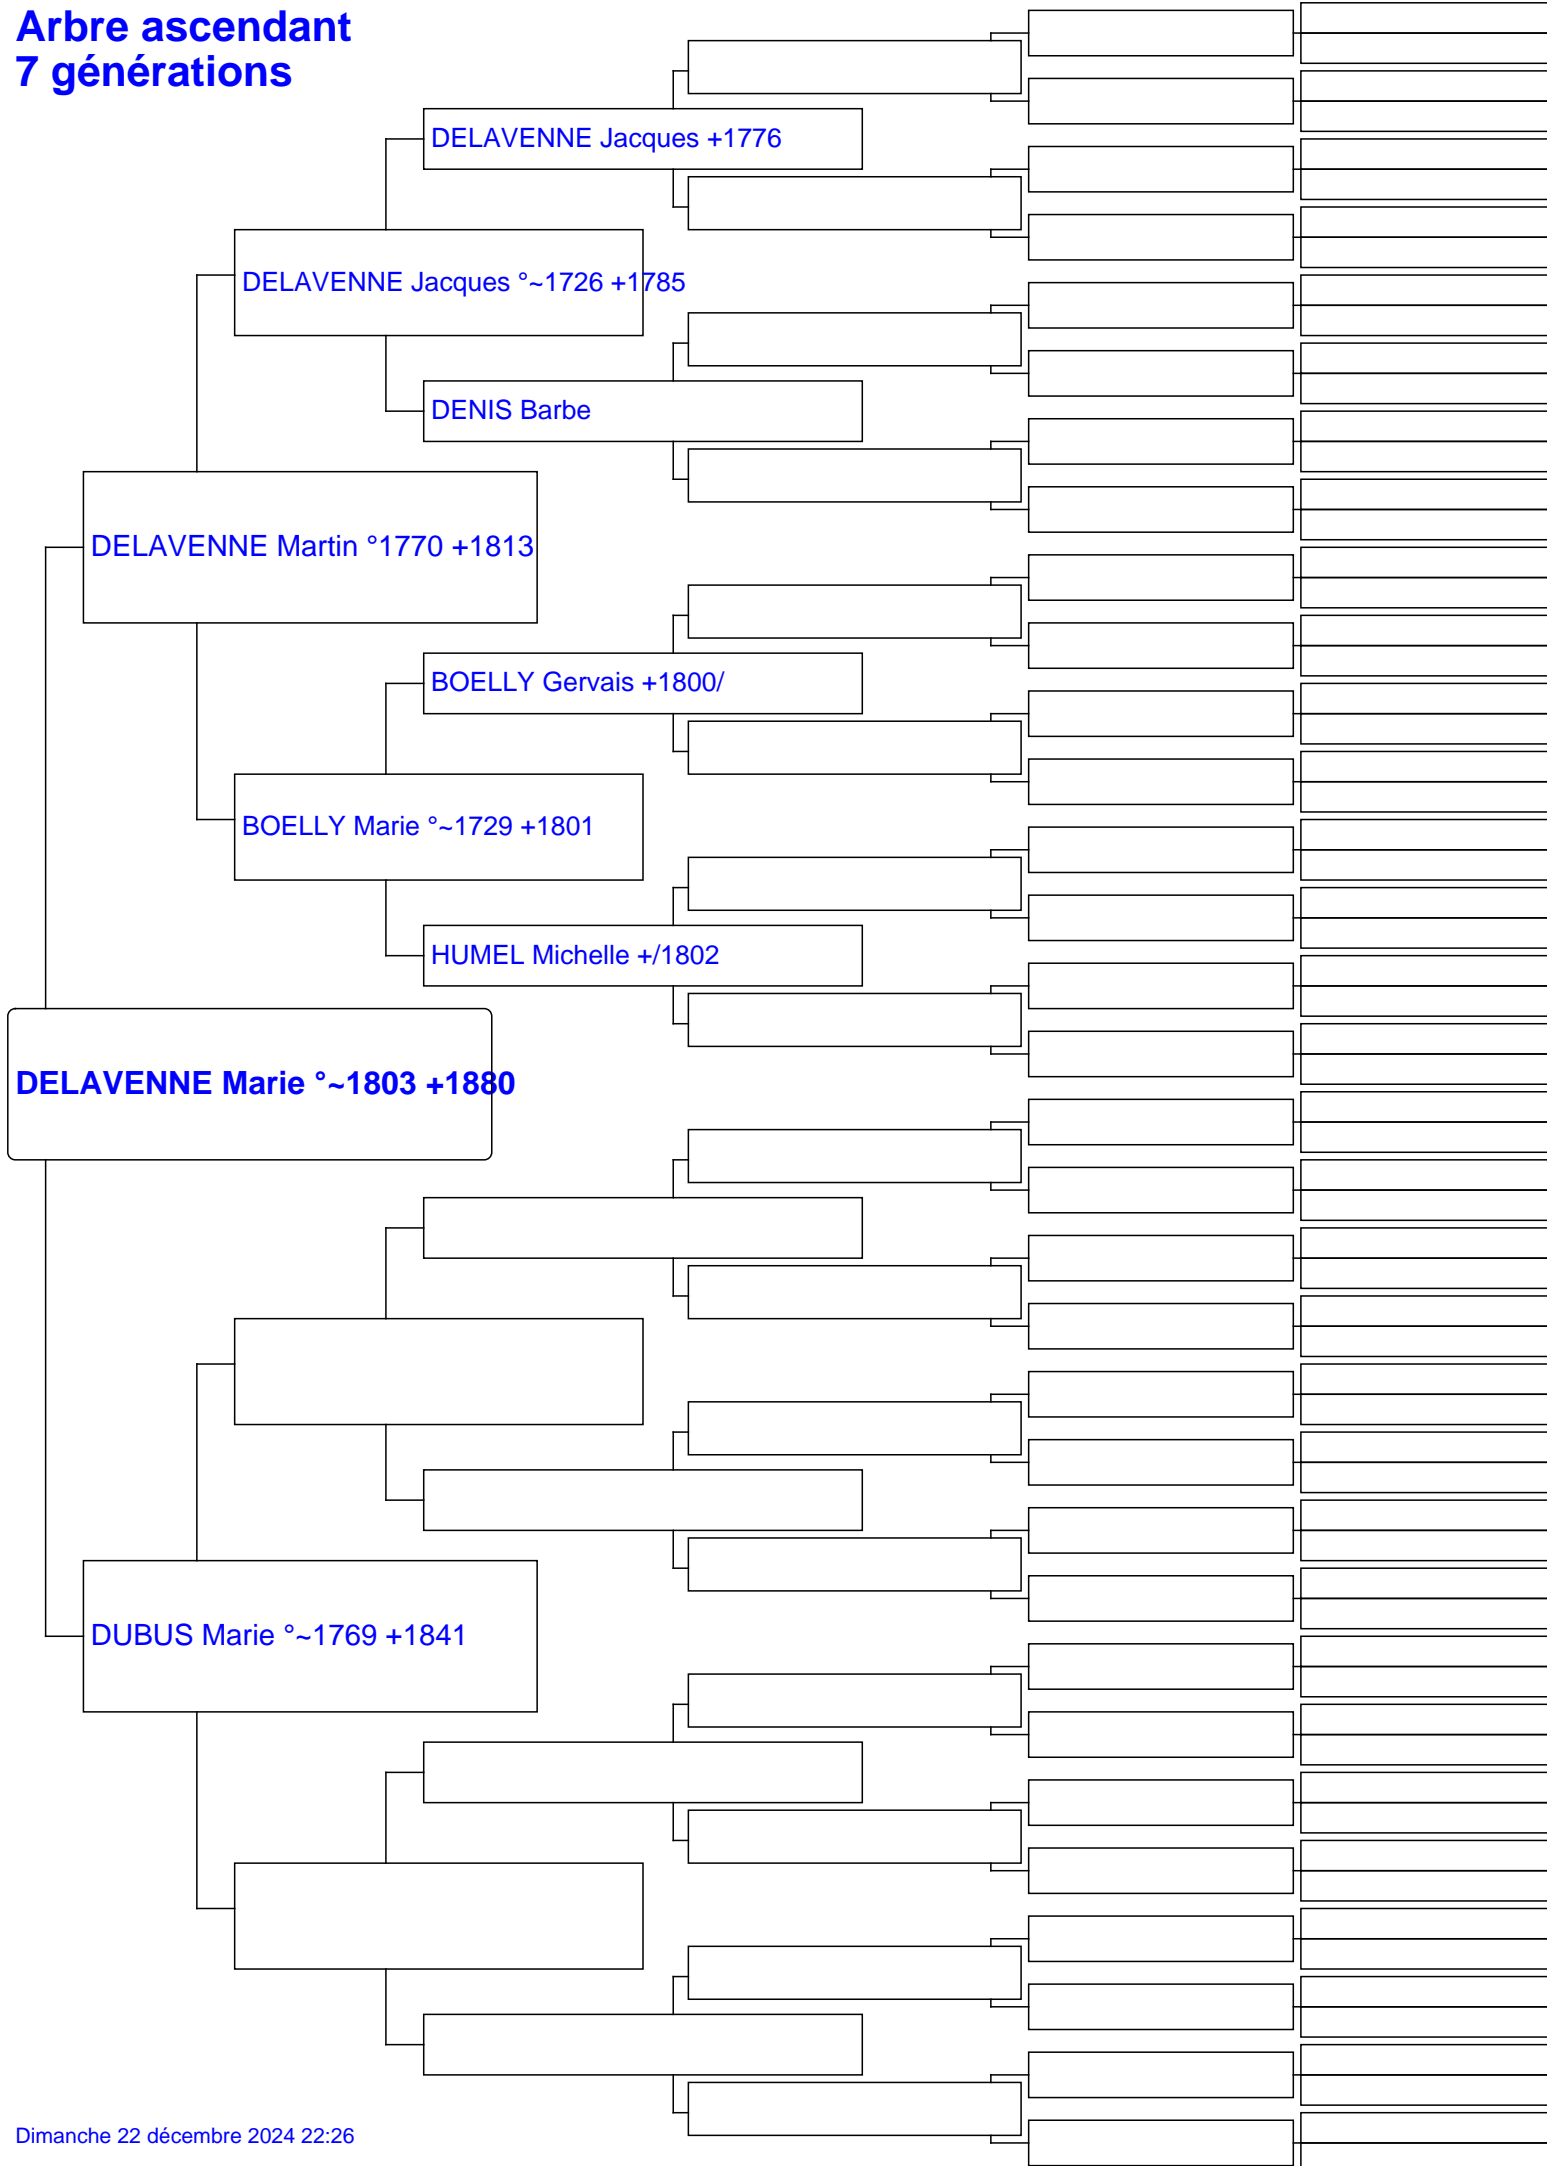 Arbre ascendant
7 générations
DELAVENNE Jacques +1776
DELAVENNE Jacques °~1726 +1785
DENIS Barbe
DELAVENNE Martin °1770 +1813
BOELLY Gervais +1800/
BOELLY Marie °~1729 +1801
HUMEL Michelle +/1802
DELAVENNE Marie °~1803 +1880
DUBUS Marie °~1769 +1841
Dimanche 22 décembre 2024 22:26